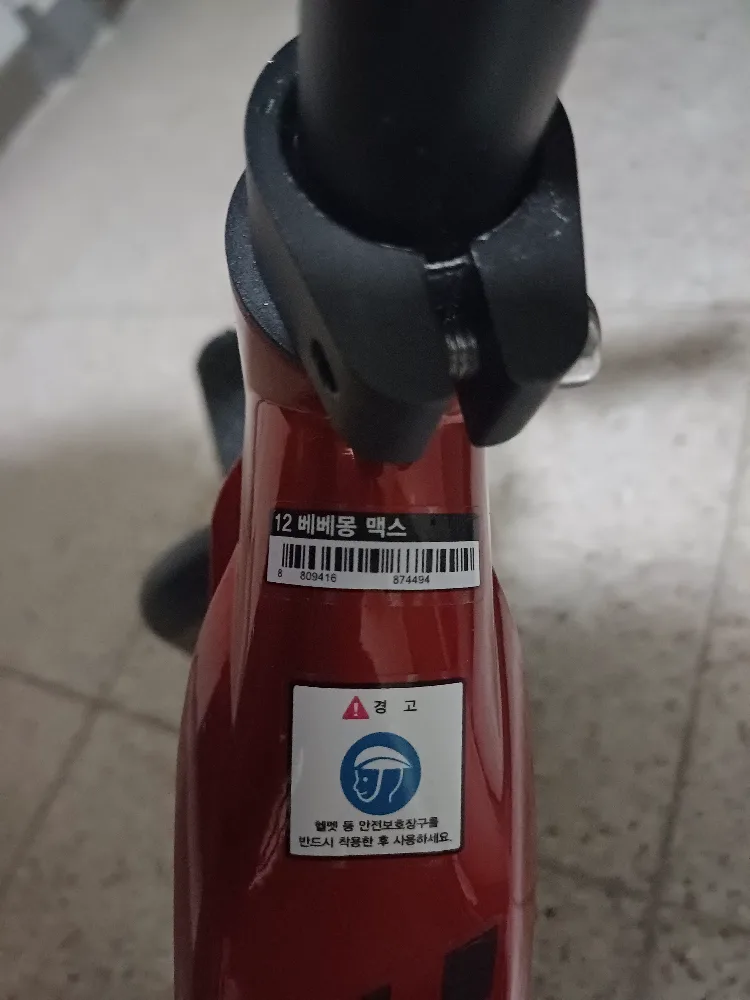 12 베베몽 맥스
8 809416 874494
경 고
헬멧 등 안전보호장구를
반드시 착용한 후 사용하세요.